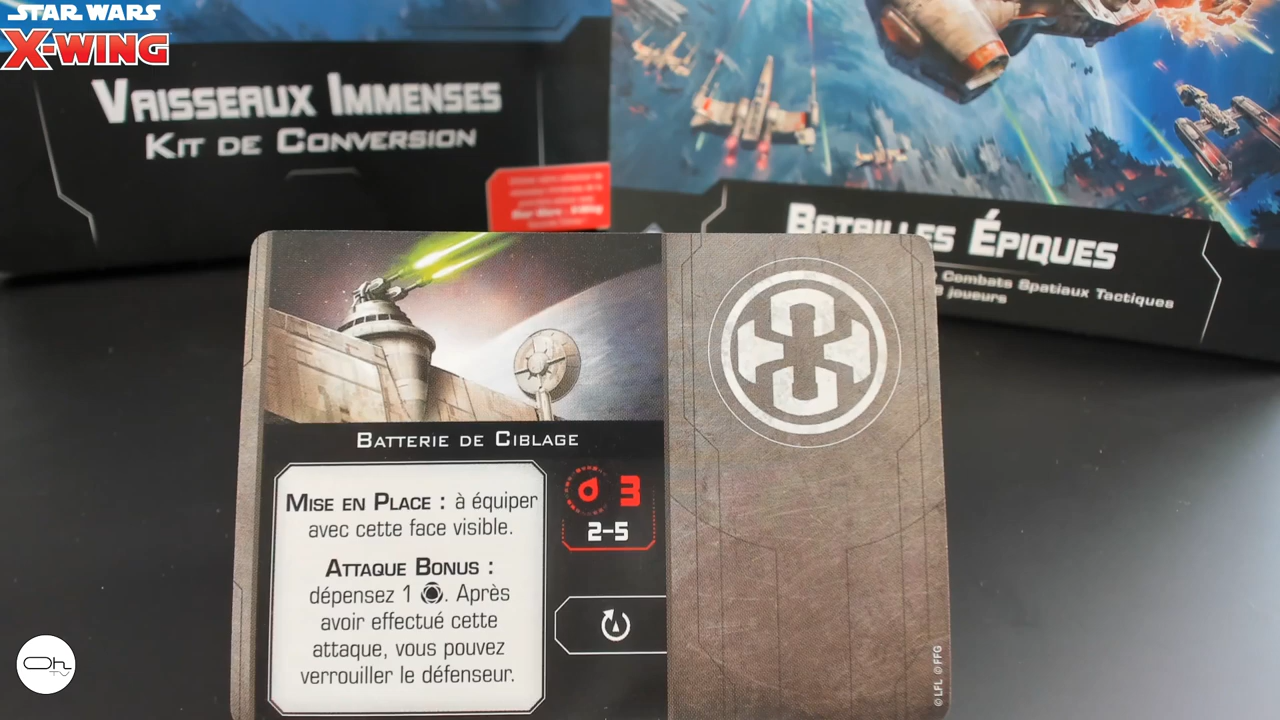 STAR WARS
X-WING
VAISSEAUX IMMENSES
KIT DE CONVERSION
BATAILLES ÉPIQUES
Combats Spatiaux Tactiques
joueurs
BATTERIE DE CIBLAGE
MISE EN PLACE : à équiper
avec cette face visible.
ATTAQUE BONUS :
dépensez 1 . Après
avoir effectué cette
attaque, vous pouvez
verrouiller le défenseur.
3
2–5
© LFL © FFG
Oh
TV